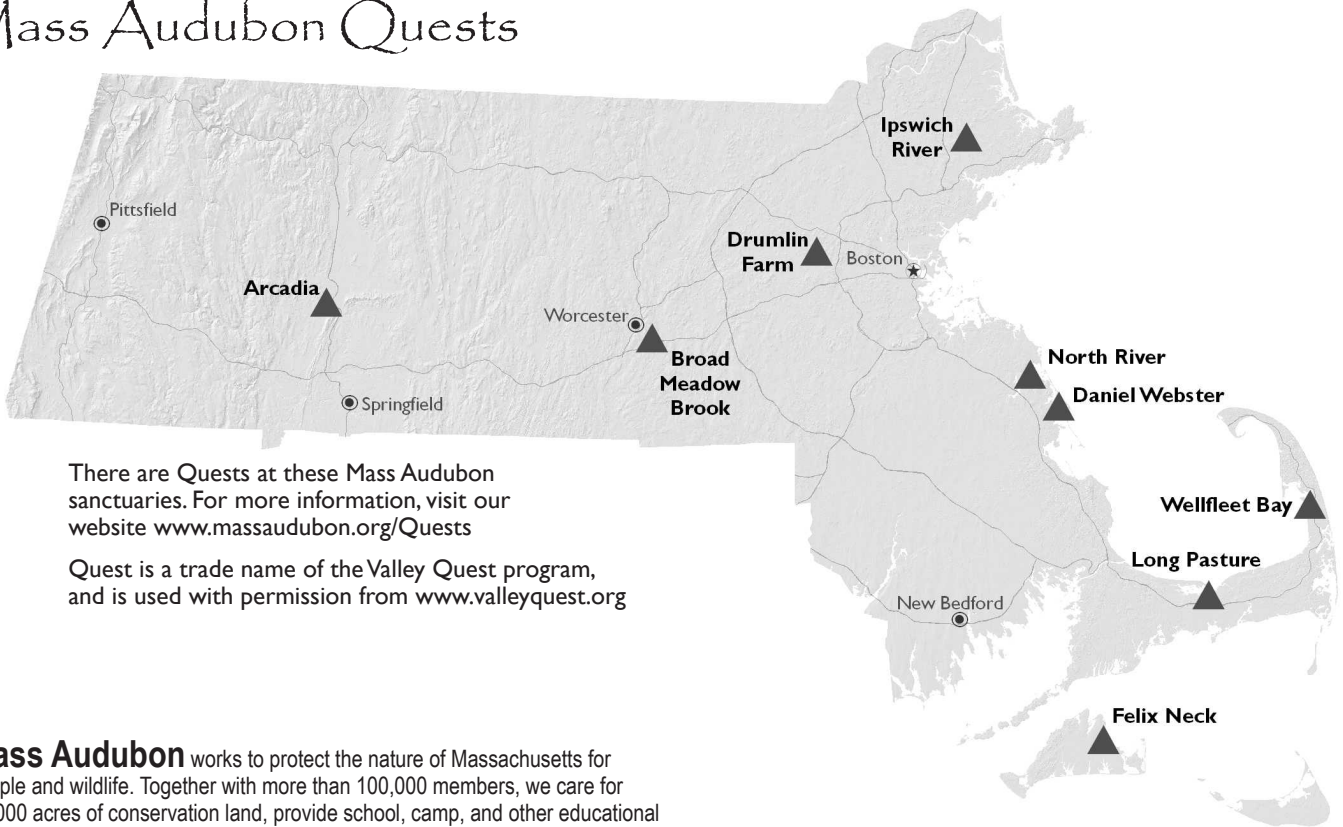 Mass Audubon Quests
Ipswich
River
Pittsfield
Drumlin
Farm
Boston
Arcadia
Worcester
Broad
Meadow
Brook
North River
Daniel Webster
Springfield
There are Quests at these Mass Audubon
sanctuaries. For more information, visit our
website www.massaudubon.org/Quests
Wellfleet Bay
Long Pasture
Quest is a trade name of the Valley Quest program,
and is used with permission from www.valleyquest.org
New Bedford
Felix Neck
ass Audubon works to protect the nature of Massachusetts for
ple and wildlife. Together with more than 100,000 members, we care for
,000 acres of conservation land, provide school, camp, and other educational